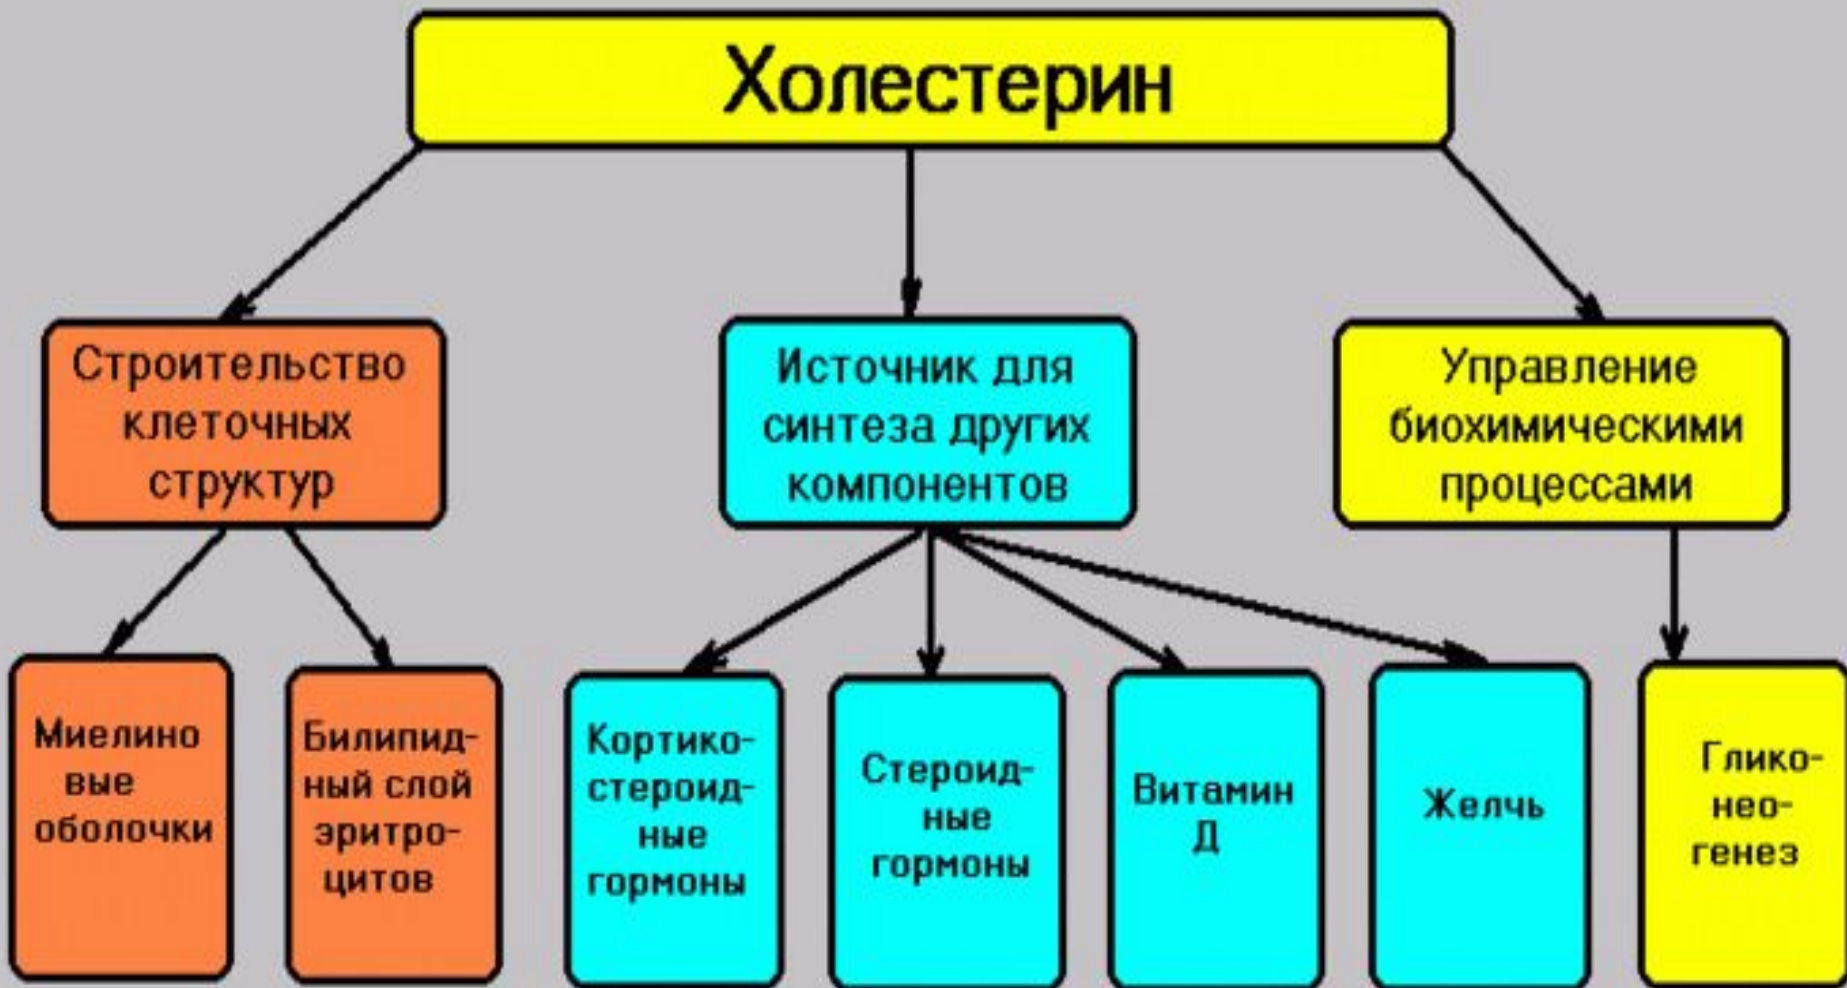 Холестерин
Строительство
клеточных
структур
Источник для
синтеза других
компонентов
Управление
биохимическими
процессами
Миелино
вые
оболочки
Билипид-
ный слой
эритро-
цитов
Кортико-
стероид-
ные
гормоны
Стероид-
ные
гормоны
Витамин
Д
Желчь
Глико-
нео-
генез